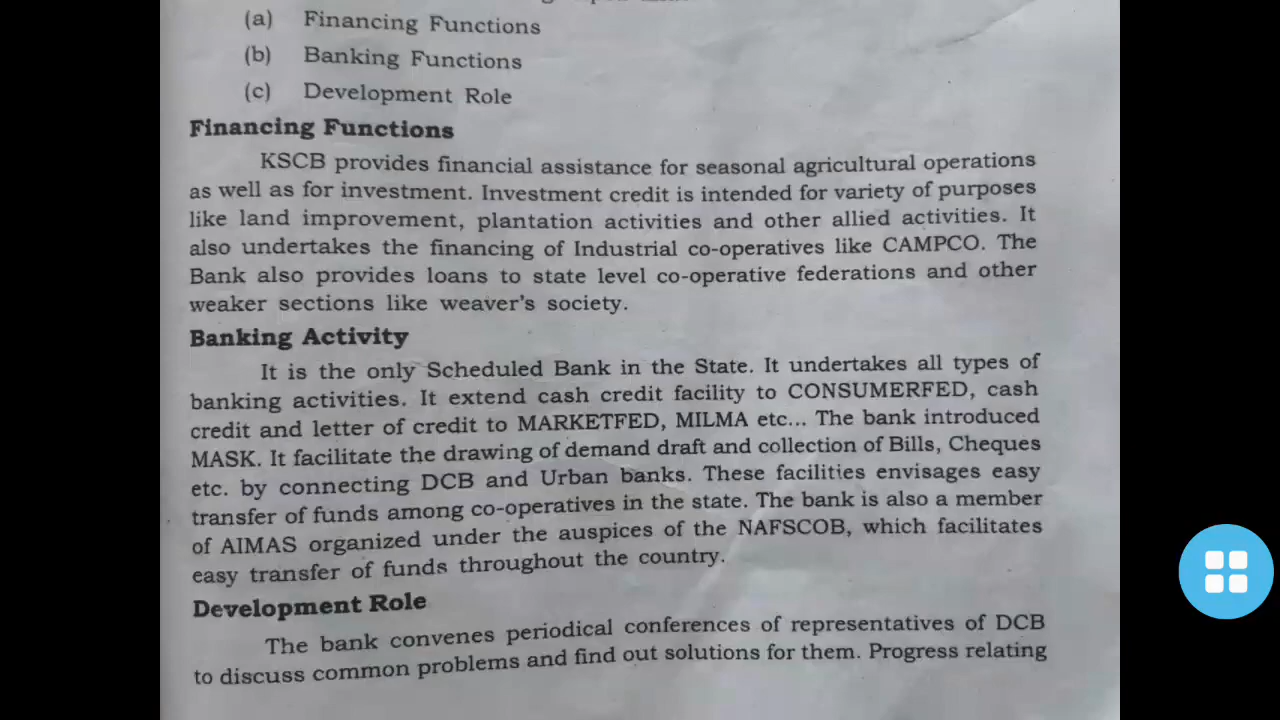 (a) Financing Functions
(b) Banking Functions
(c) Development Role
Financing Functions
KSCB provides financial assistance for seasonal agricultural operations
as well as for investment. Investment credit is intended for variety of purposes
like land improvement, plantation activities and other allied activities. It
also undertakes the financing of Industrial co-operatives like CAMPCO. The
Bank also provides loans to state level co-operative federations and other
weaker sections like weaver's society.
Banking Activity
It is the only Scheduled Bank in the State. It undertakes all types of
banking activities. It extend cash credit facility to CONSUMERFED, cash
credit and letter of credit to MARKETFED, MILMA etc... The bank introduced
MASK. It facilitate the drawing of demand draft and collection of Bills, Cheques
etc. by connecting DCB and Urban banks. These facilities envisages easy
transfer of funds among co-operatives in the state. The bank is also a member
of AIMAS organized under the auspices of the NAFSCOB, which facilitates
easy transfer of funds throughout the country.
Development Role
The bank convenes periodical conferences of representatives of DCB
to discuss common problems and find out solutions for them. Progress relating